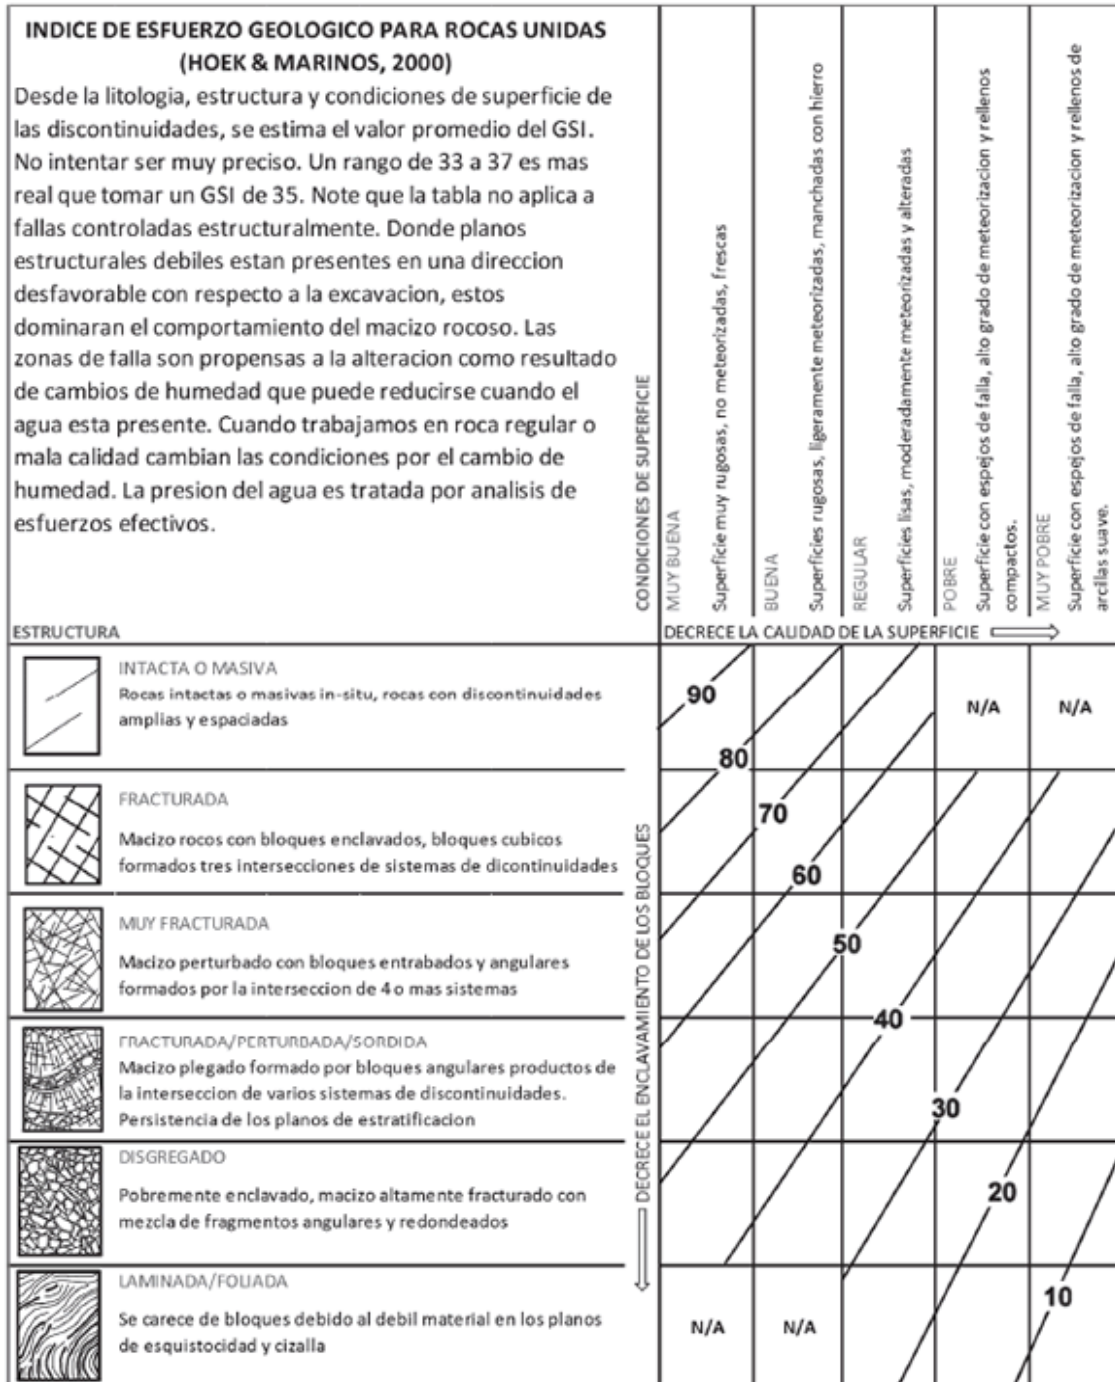 INDICE DE ESFUERZO GEOLOGICO PARA ROCAS UNIDAS
(HOEK & MARINOS, 2000)
Desde la litologia, estructura y condiciones de superficie de
las discontinuidades, se estima el valor promedio del GSI.
No intentar ser muy preciso. Un rango de 33 a 37 es mas
real que tomar un GSI de 35. Note que la tabla no aplica a
fallas controladas estructuralmente. Donde planos
estructurales debiles estan presentes en una direccion
desfavorable con respecto a la excavacion, estos
dominaran el comportamiento del macizo rocoso. Las
zonas de falla son propensas a la alteracion como resultado
de cambios de humedad que puede reducirse cuando el
agua esta presente. Cuando trabajamos en roca regular o
mala calidad cambian las condiciones por el cambio de
humedad. La presion del agua es tratada por analisis de
esfuerzos efectivos.
CONDICIONES DE SUPERFICIE
MUY BUENA
Superficie muy rugosas, no meteorizadas, frescas
BUENA
Superficies rugosas, ligeramente meteorizadas, manchadas con hierro
REGULAR
Superficies lisas, moderadamente meteorizadas y alteradas
POBRE
Superficie con espejos de falla, alto grado de meteorizacion y rellenos
compactos.
MUY POBRE
Superficie con espejos de falla, alto grado de meteorizacion y rellenos de
arcillas suave.
ESTRUCTURA
DECRECE LA CALIDAD DE LA SUPERFICIE
INTACTA O MASIVA
Rocas intactas o masivas in-situ, rocas con discontinuidades
amplias y espaciadas
FRACTURADA
Macizo rocos con bloques enclavados, bloques cubicos
formados tres intersecciones de sistemas de dicontinuidades
MUY FRACTURADA
Macizo perturbado con bloques entrabados y angulares
formados por la interseccion de 4 o mas sistemas
FRACTURADA/PERTURBADA/SORDIDA
Macizo plegado formado por bloques angulares productos de
la interseccion de varios sistemas de discontinuidades.
Persistencia de los planos de estratificacion
DISGREGADO
Pobremente enclavado, macizo altamente fracturado con
mezcla de fragmentos angulares y redondeados
LAMINADA/FOLIADA
Se carece de bloques debido al debil material en los planos
de esquistocidad y cizalla
DECRECE EL ENCLAVAMIENTO DE LOS BLOQUES
90
N/A
N/A
80
70
60
50
40
30
20
10
N/A
N/A